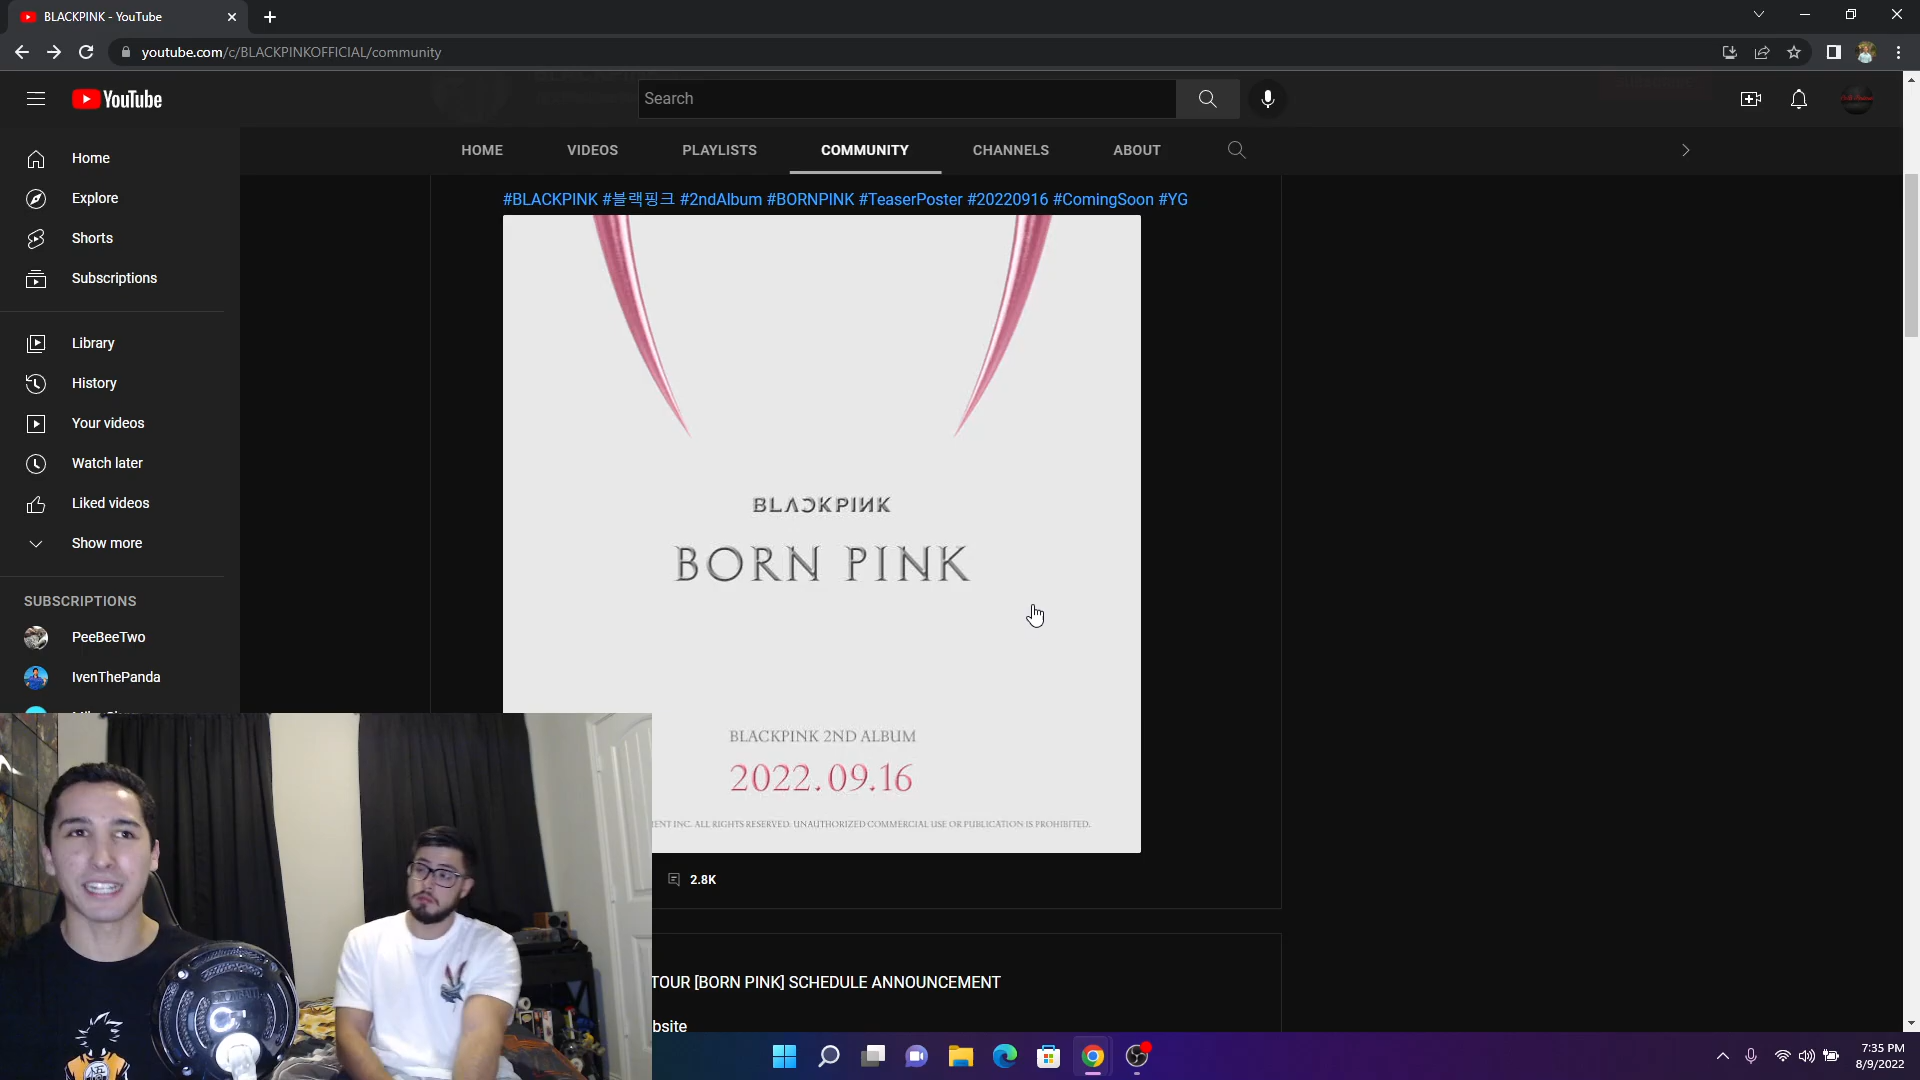 BLACKPINK - YouTube
youtube.com/c/BLACKPINKOFFICIAL/community
YouTube
Search
HOME VIDEOS PLAYLISTS COMMUNITY CHANNELS ABOUT
Home
Explore
Shorts
Subscriptions
Library
History
Your videos
Watch later
Liked videos
Show more
SUBSCRIPTIONS
PeeBeeTwo
IvenThePanda
#BLACKPINK #블랙핑크 #2ndAlbum #BORNPINK #TeaserPoster #20220916 #ComingSoon #YG
BLACKPINK
BORN PINK
BLACKPINK 2ND ALBUM
2022.09.16
INC. ALL RIGHTS RESERVED. UNAUTHORIZED COMMERCIAL USE OR PUBLICATION IS PROHIBITED.
2.8K
TOUR [BORN PINK] SCHEDULE ANNOUNCEMENT
bsite
7:35 PM
8/9/2022